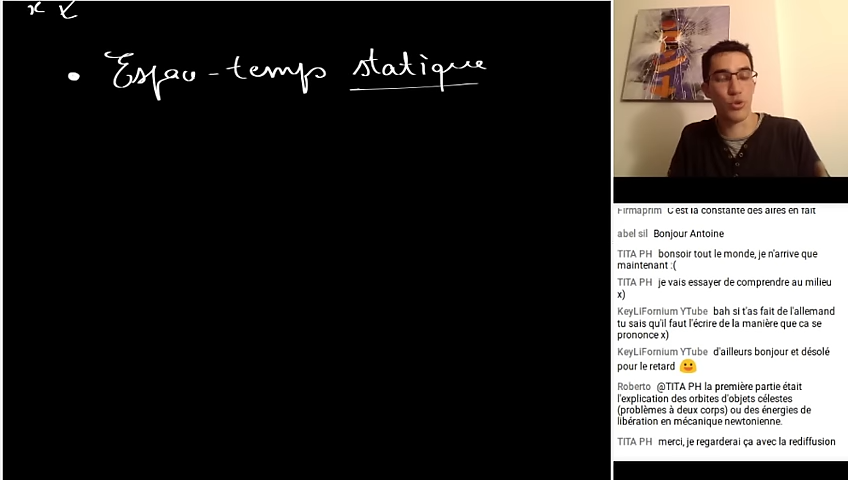 • Espace-temps statique
Firmaprim C'est la constante des aires en fait
abel sil Bonjour Antoine
TITA PH bonsoir tout le monde, je n'arrive que
maintenant :(
TITA PH je vais essayer de comprendre au milieu
x)
KeyLiFornium YTube bah si t'as fait de l'allemand
tu sais qu'il faut l'écrire de la manière que ca se
prononce x)
KeyLiFornium YTube d'ailleurs bonjour et désolé
pour le retard
Roberto @TITA PH la première partie était
l'explication des orbites d'objets célestes
(problèmes à deux corps) ou des énergies de
libération en mécanique newtonienne.
TITA PH merci, je regarderai ça avec la rediffusion